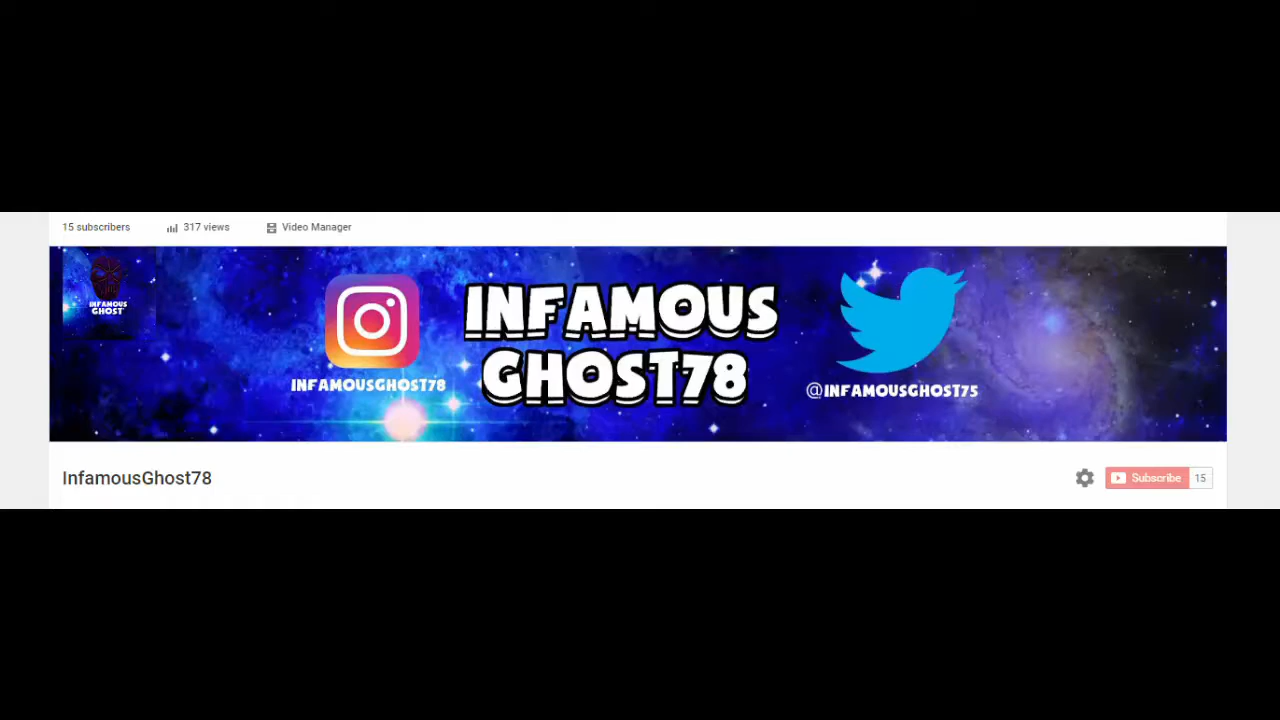 15 subscribers 317 views Video Manager
INFAMOUS
GHOST
INFAMOUS
GHOST78
INFAMOUSGHOST78
@INFAMOUSGHOST75
InfamousGhost78
Subscribe 15